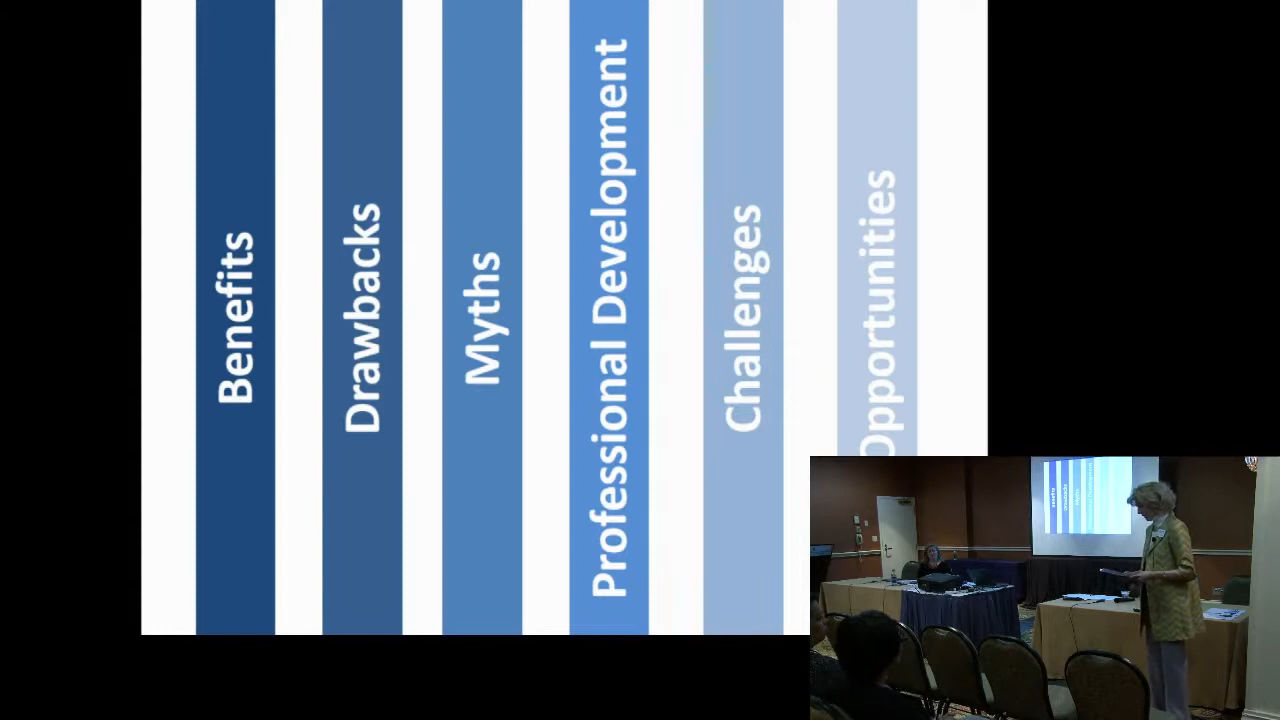 Benefits
Drawbacks
Myths
Professional Development
Challenges
Opportunities